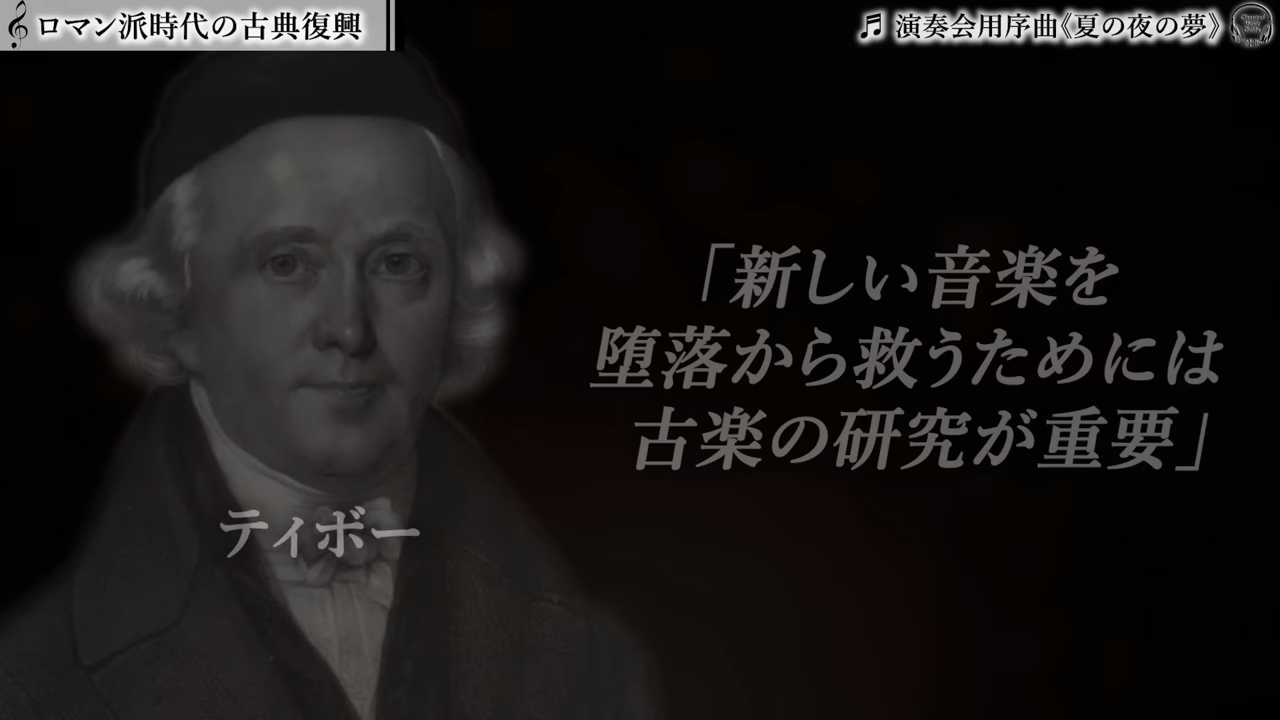 ロマン派時代の古典復興
演奏会用序曲《夏の夜の夢》
「新しい音楽を
堕落から救うためには
古楽の研究が重要」
ティボー